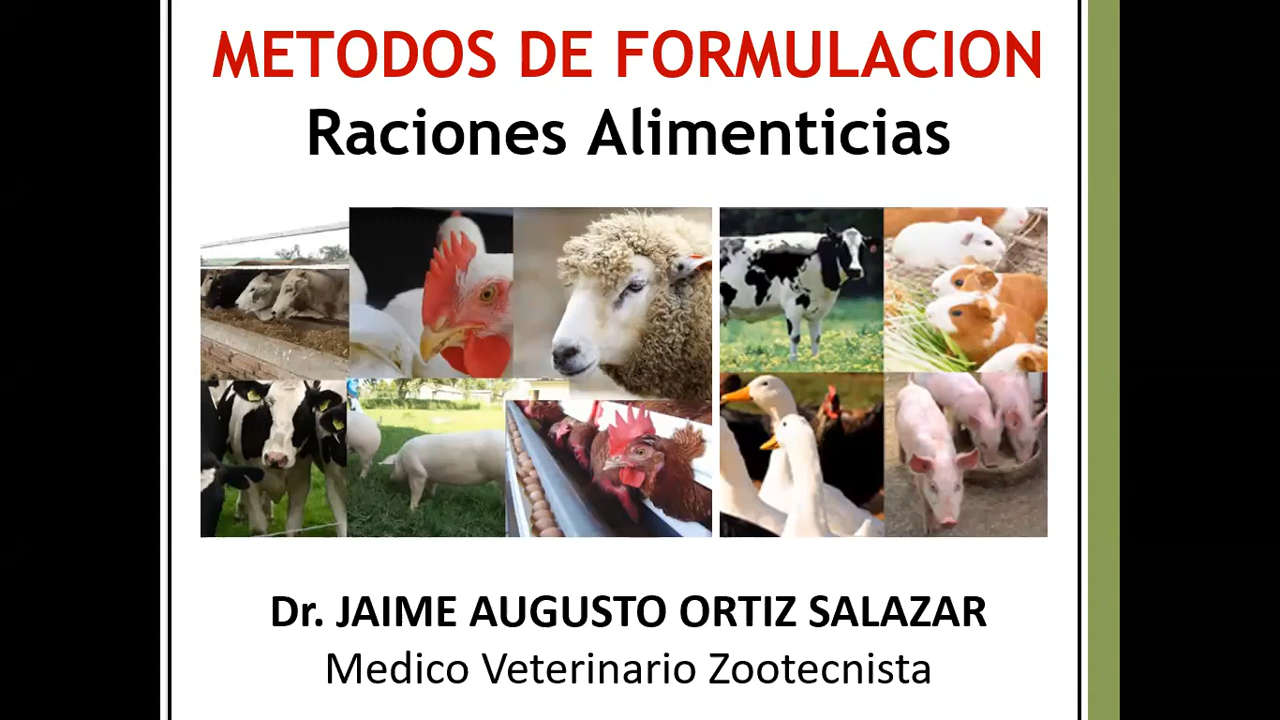 METODOS DE FORMULACION
Raciones Alimenticias
Dr. JAIME AUGUSTO ORTIZ SALAZAR
Medico Veterinario Zootecnista